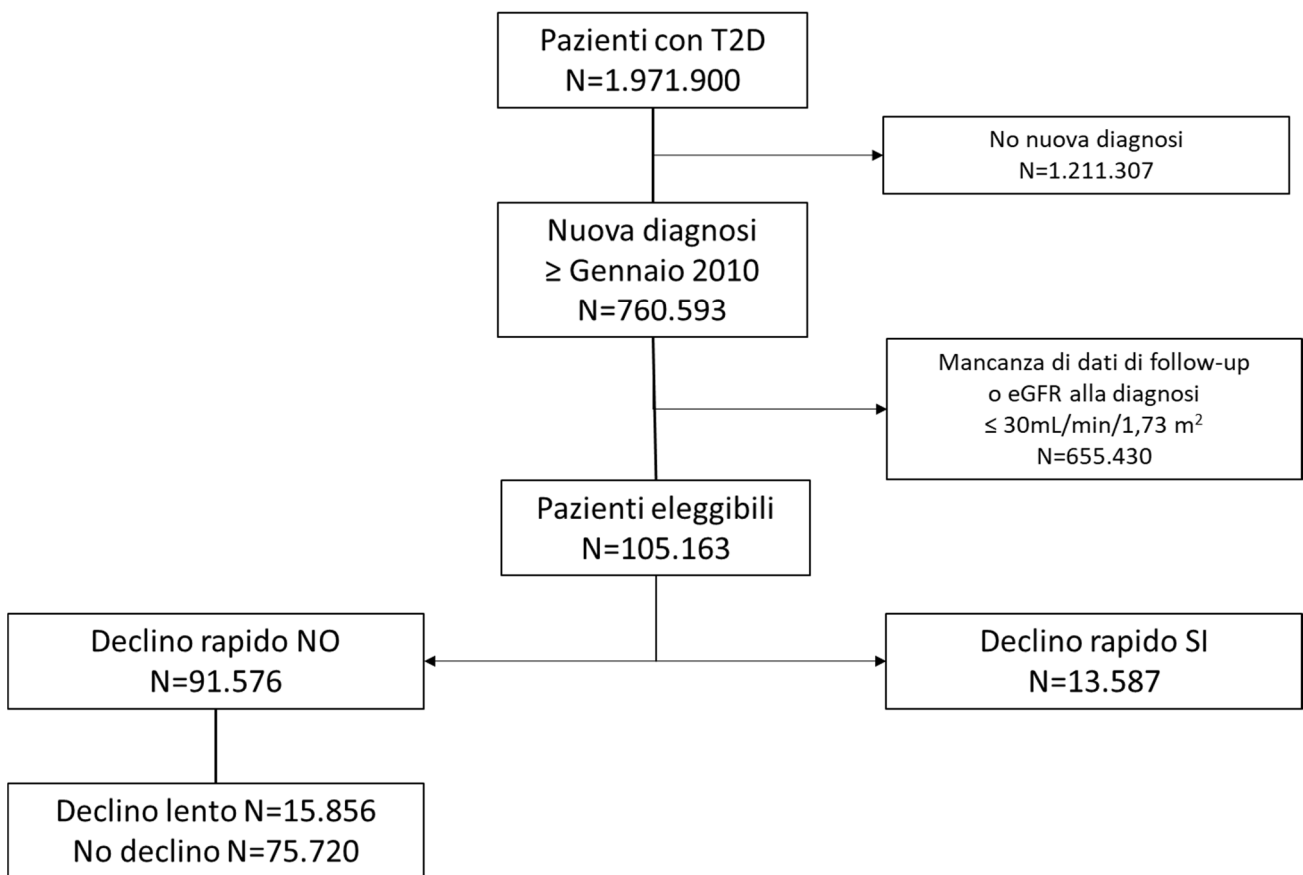 Pazienti con T2D
N=1.971.900
No nuova diagnosi
N=1.211.307
Nuova diagnosi
≥ Gennaio 2010
N=760.593
Mancanza di dati di follow-up
o eGFR alla diagnosi
≤ 30mL/min/1,73 m²
N=655.430
Pazienti eleggibili
N=105.163
Declino rapido NO
N=91.576
Declino rapido SI
N=13.587
Declino lento N=15.856
No declino N=75.720